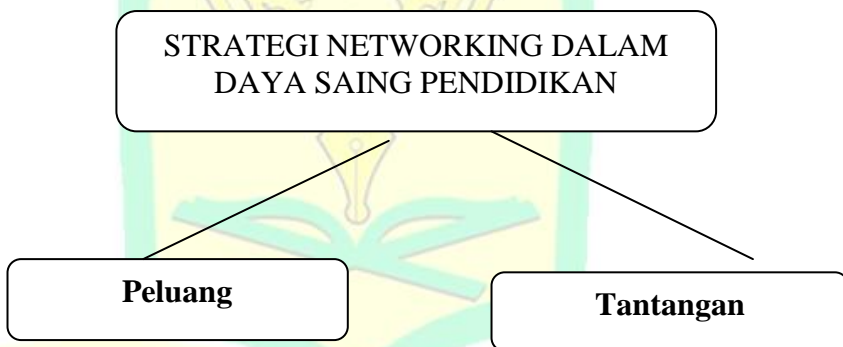 STRATEGI NETWORKING DALAM
DAYA SAING PENDIDIKAN
Peluang
Tantangan